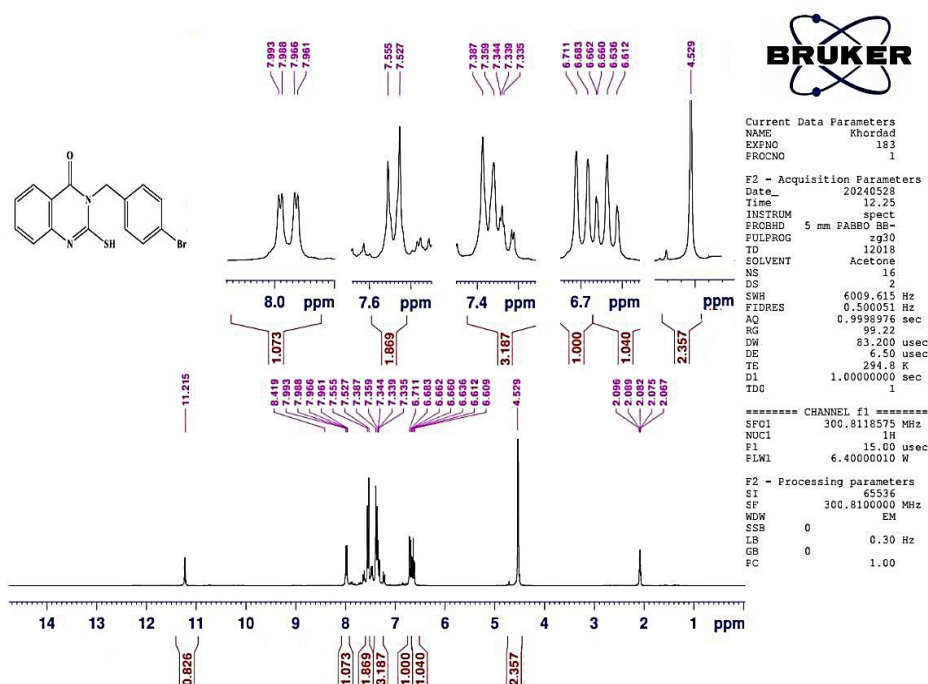 7.993
7.988
7.966
7.961
7.555
7.527
7.387
7.359
7.344
7.339
7.335
6.711
6.683
6.662
6.660
6.636
6.612
4.529
BRUKER
O
N
N
SH
Br
8.0 ppm
7.6 ppm
7.4 ppm
6.7 ppm
ppm
1.073
1.869
3.187
1.000
1.040
2.357
11.215
8.419
7.993
7.988
7.966
7.961
7.555
7.527
7.387
7.359
7.344
7.339
7.335
6.711
6.683
6.662
6.660
6.636
6.612
6.609
4.529
2.096
2.089
2.082
2.075
2.067
14 13 12 11 10 9 8 7 6 5 4 3 2 1 ppm
0.826
1.073
1.869
3.187
1.000
1.040
2.357
Current Data Parameters
NAME Khordad
EXPNO 183
PROCNO 1
F2 - Acquisition Parameters
Date_ 20240528
Time 12.25
INSTRUM spect
PROBHD 5 mm PABBO BB-
PULPROG zg30
TD 12018
SOLVENT Acetone
NS 16
DS 2
SWH 6009.615 Hz
FIDRES 0.500051 Hz
AQ 0.9998976 sec
RG 99.22
DW 83.200 usec
DE 6.50 usec
TE 294.8 K
D1 1.00000000 sec
TD0 1
======== CHANNEL f1 ========
SFO1 300.8118575 MHz
NUC1 1H
P1 15.00 usec
PLW1 6.40000010 W
F2 - Processing parameters
SI 65536
SF 300.8100000 MHz
WDW EM
SSB 0
LB 0.30 Hz
GB 0
PC 1.00